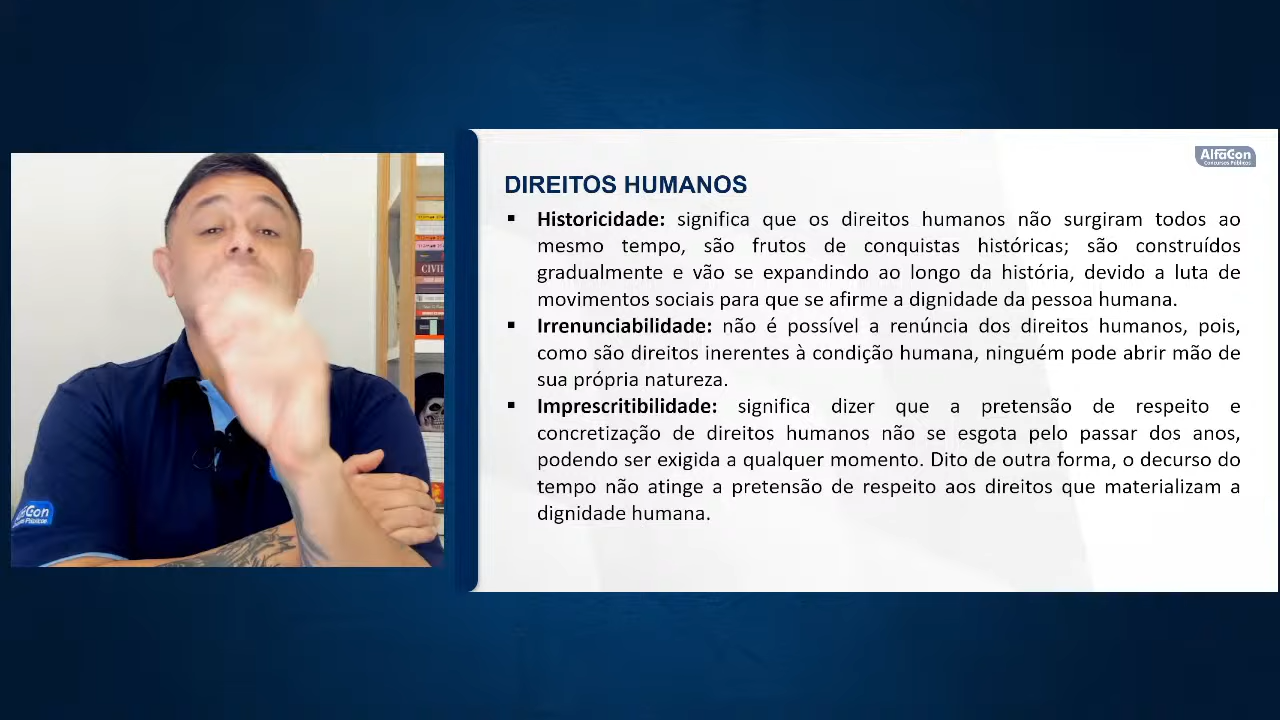 AlfaCon
Concursos Públicos
DIREITOS HUMANOS
▪ Historicidade: significa que os direitos humanos não surgiram todos ao
mesmo tempo, são frutos de conquistas históricas; são construídos
gradualmente e vão se expandindo ao longo da história, devido a luta de
movimentos sociais para que se afirme a dignidade da pessoa humana.
▪ Irrenunciabilidade: não é possível a renúncia dos direitos humanos, pois,
como são direitos inerentes à condição humana, ninguém pode abrir mão de
sua própria natureza.
▪ Imprescritibilidade: significa dizer que a pretensão de respeito e
concretização de direitos humanos não se esgota pelo passar dos anos,
podendo ser exigida a qualquer momento. Dito de outra forma, o decurso do
tempo não atinge a pretensão de respeito aos direitos que materializam a
dignidade humana.
CIVIL